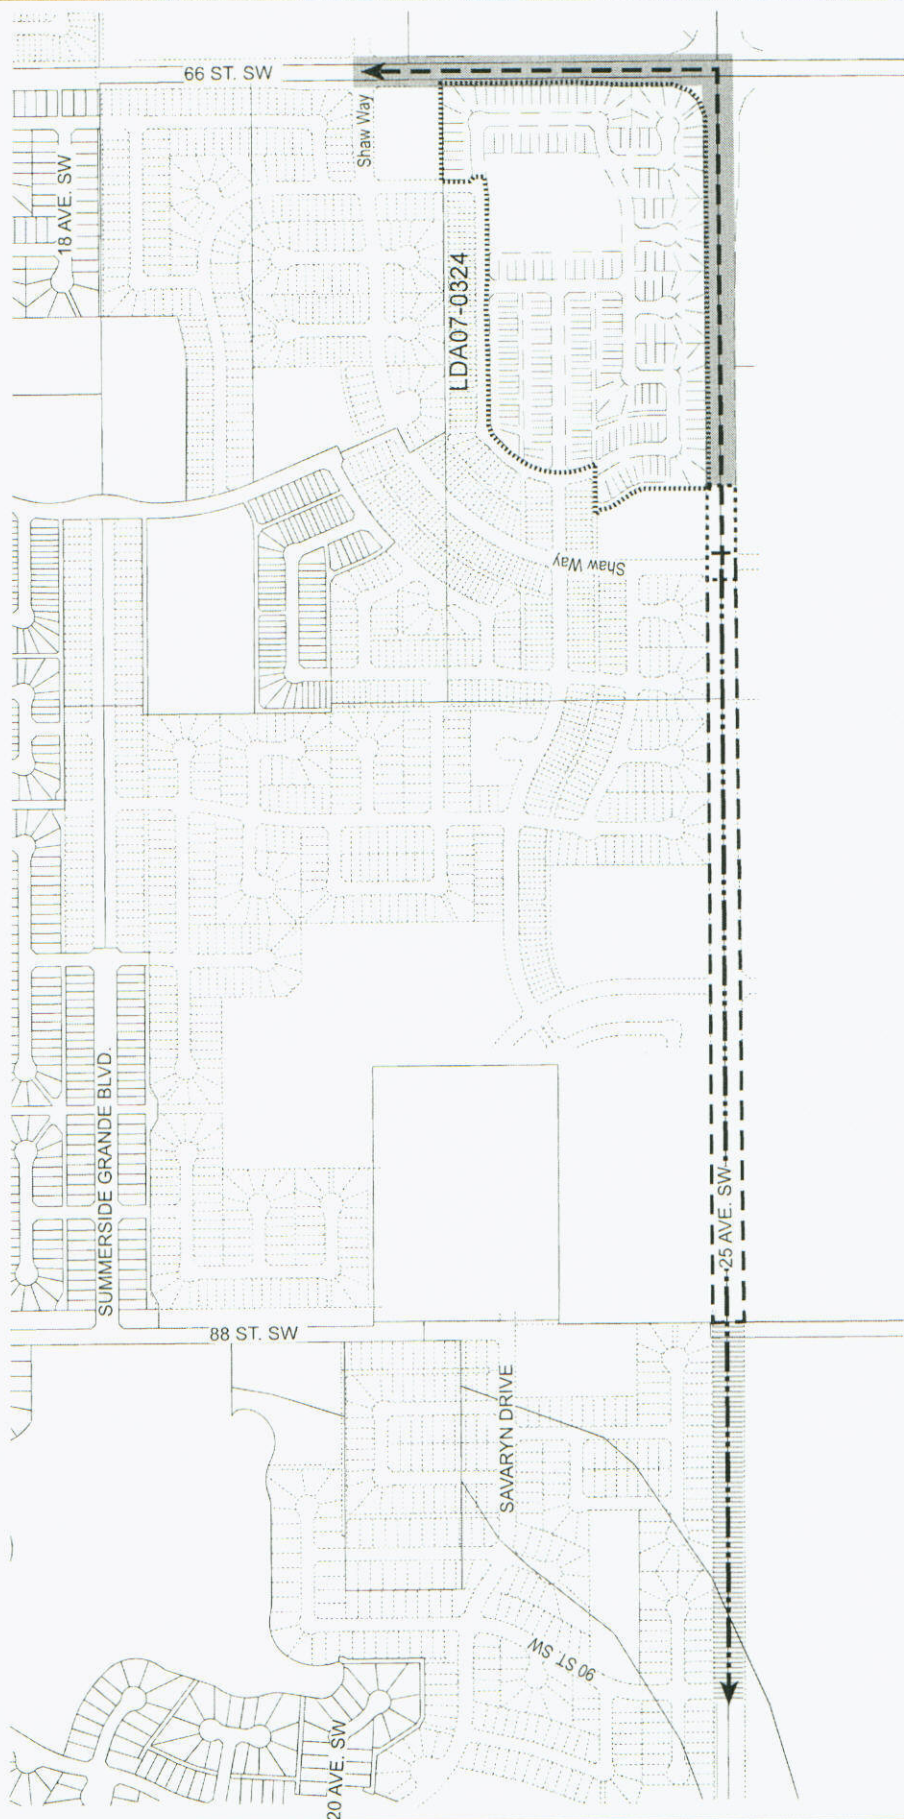 66 ST. SW
Shaw Way
18 AVE. SW
LDA07-0324
Shaw Way
SUMMERSIDE GRANDE BLVD.
25 AVE. SW
88 ST. SW
SAVARYN DRIVE
90 ST. SW
20 AVE. SW